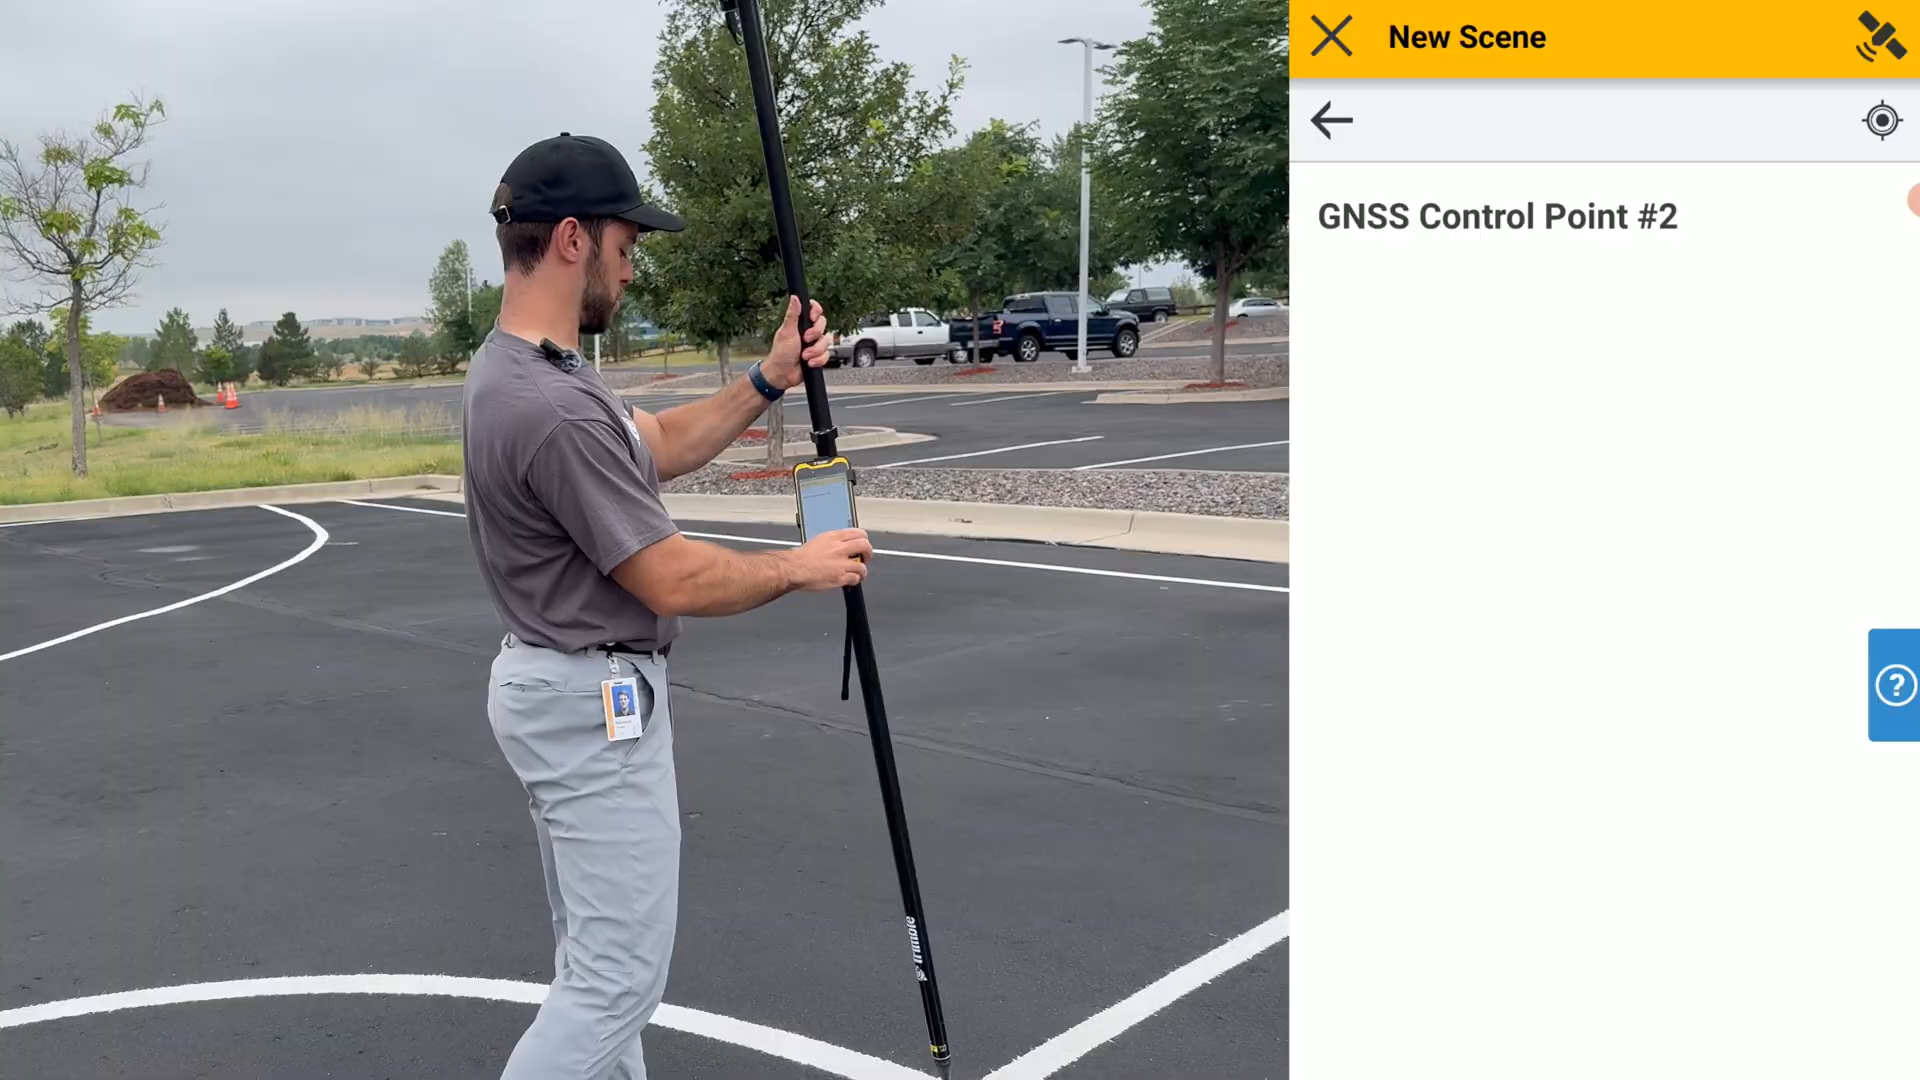 New Scene
GNSS Control Point #2
?
Trimble